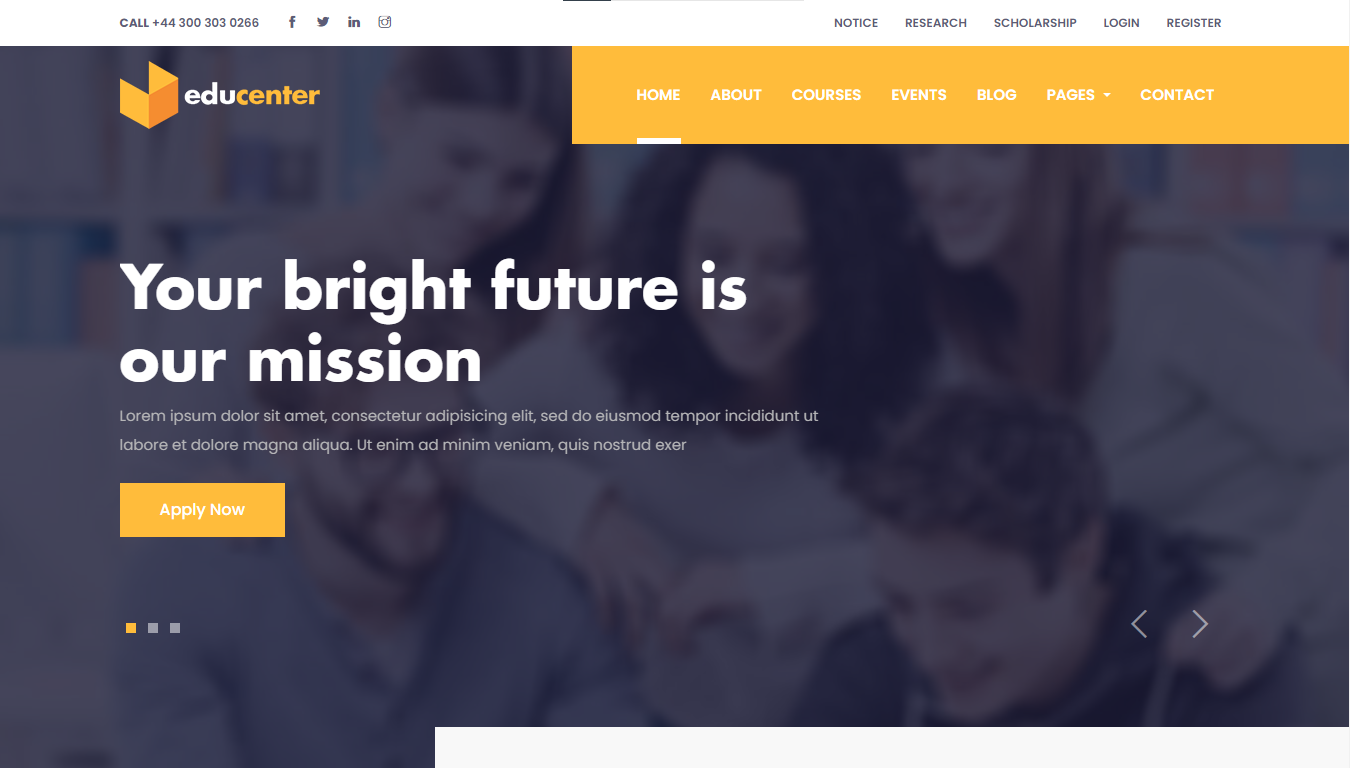 CALL +44 300 303 0266
NOTICE RESEARCH SCHOLARSHIP LOGIN REGISTER
educenter
HOME ABOUT COURSES EVENTS BLOG PAGES CONTACT
Your bright future is
our mission
Lorem ipsum dolor sit amet, consectetur adipisicing elit, sed do eiusmod tempor incididunt ut
labore et dolore magna aliqua. Ut enim ad minim veniam, quis nostrud exer
Apply Now